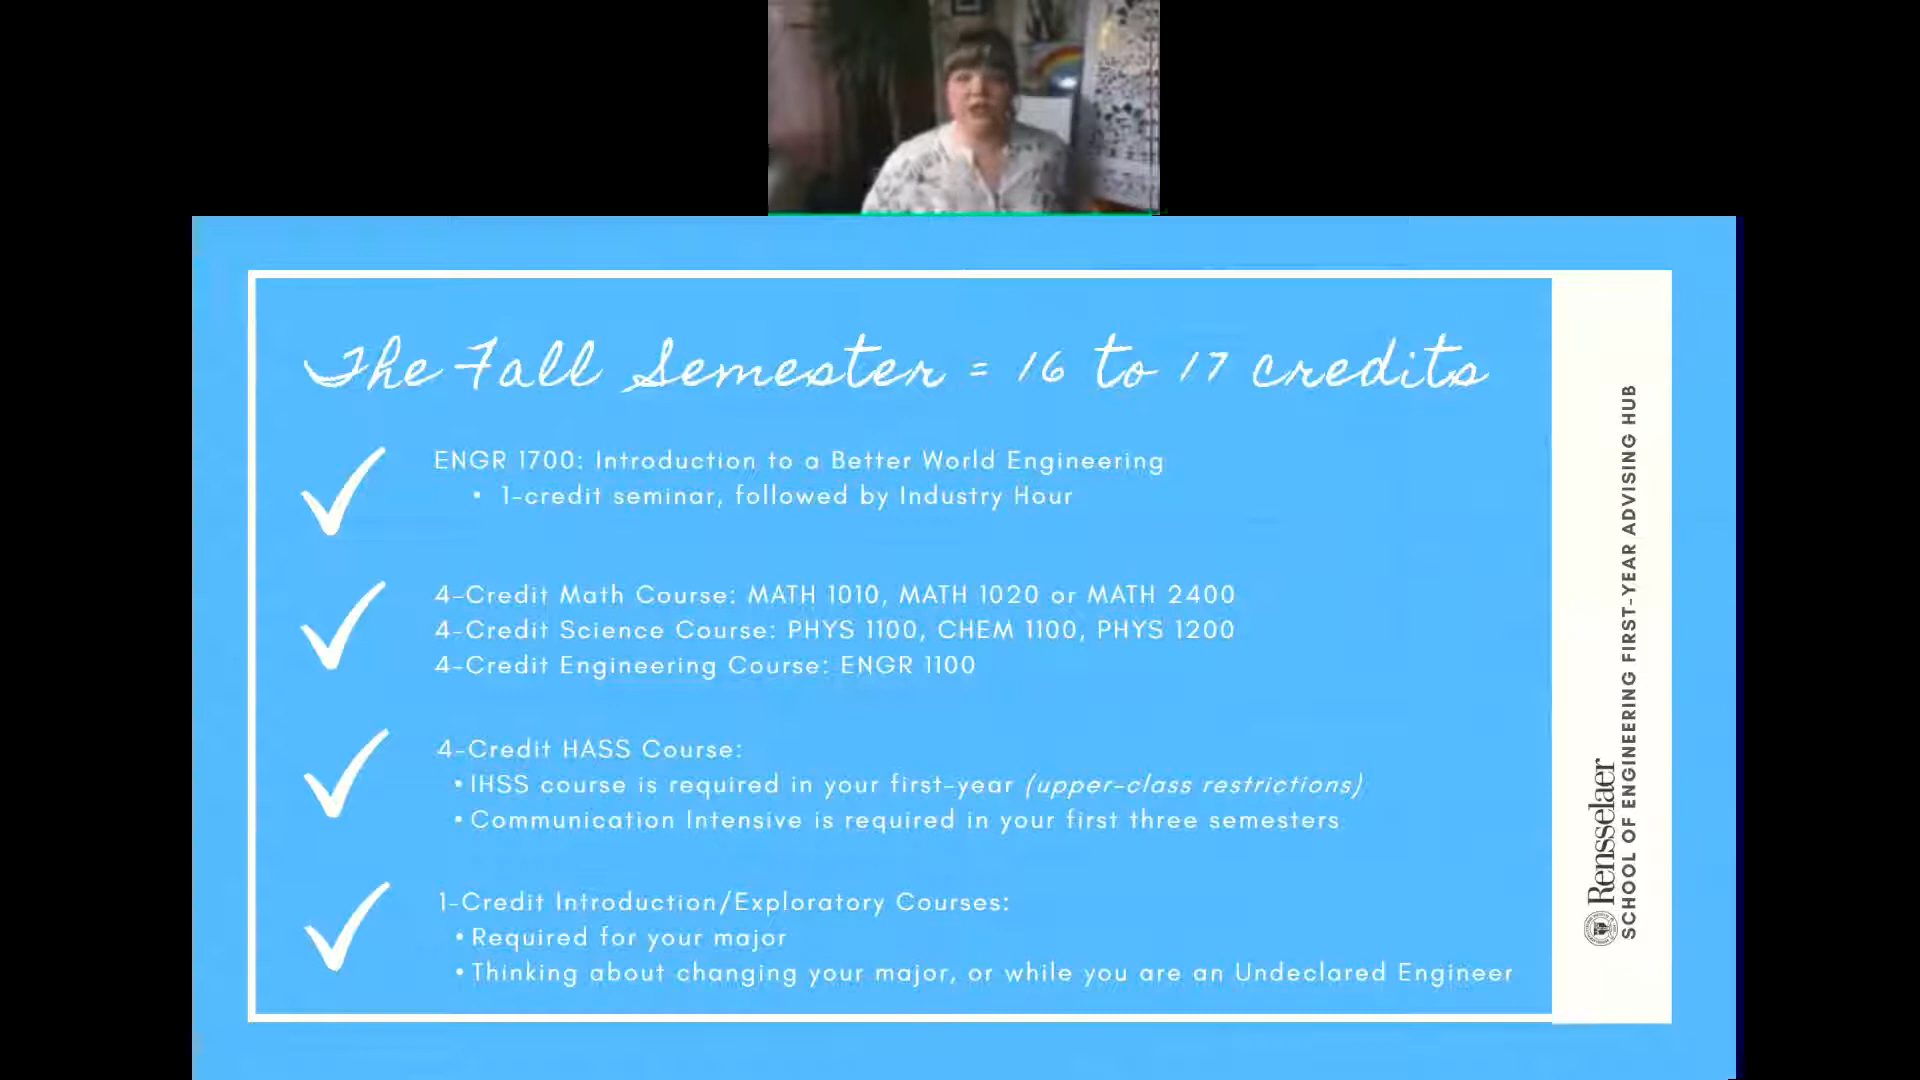 The Fall Semester = 16 to 17 credits
ENGR 1700: Introduction to a Better World Engineering
• 1-credit seminar, followed by Industry Hour
4-Credit Math Course: MATH 1010, MATH 1020 or MATH 2400
4-Credit Science Course: PHYS 1100, CHEM 1100, PHYS 1200
4-Credit Engineering Course: ENGR 1100
4-Credit HASS Course:
• IHSS course is required in your first-year (upper-class restrictions)
• Communication Intensive is required in your first three semesters
1-Credit Introduction/Exploratory Courses:
• Required for your major
• Thinking about changing your major, or while you are an Undeclared Engineer
Rensselaer
SCHOOL OF ENGINEERING FIRST-YEAR ADVISING HUB